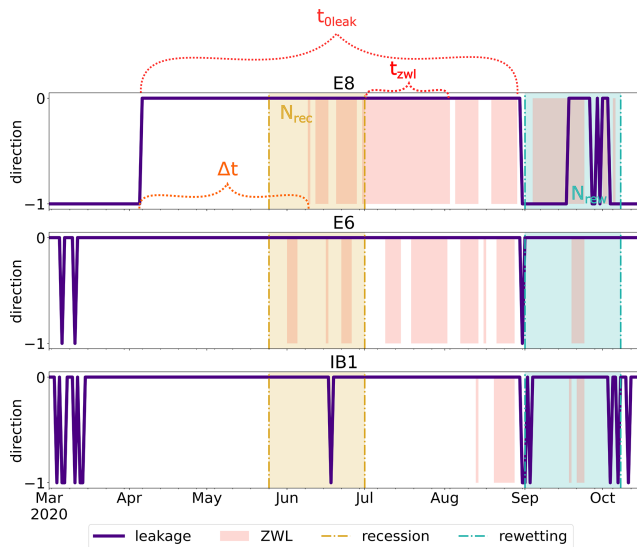 t0leak
tzwl
E8
0
Nrec
direction
Δt
Nrew
−1
E6
0
direction
−1
IB1
0
direction
−1
Mar Apr May Jun Jul Aug Sep Oct
2020
leakage ZWL recession rewetting